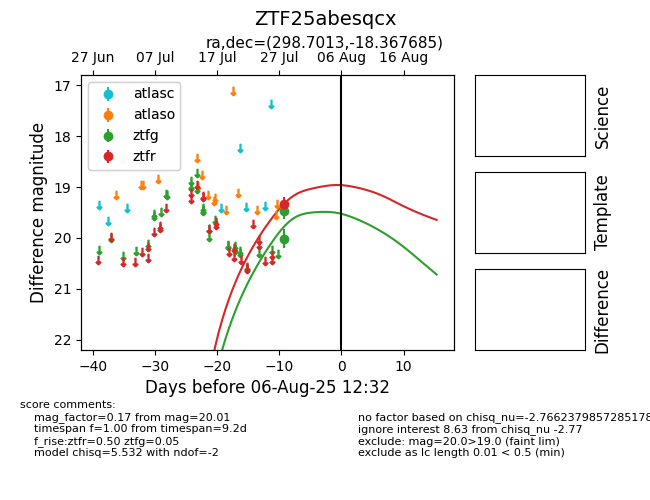 ZTF25abesqcx
ra,dec=(298.7013,-18.367685)
27 Jun 07 Jul 17 Jul 27 Jul 06 Aug 16 Aug
17
18
19
20
21
22
Difference magnitude
atlasc
atlaso
ztfg
ztfr
−40 −30 −20 −10 0 10
Days before 06-Aug-25 12:32
Science
Template
Difference
score comments:
mag_factor=0.17 from mag=20.01
timespan f=1.00 from timespan=9.2d
f_rise:ztfr=0.50 ztfg=0.05
model chisq=5.532 with ndof=-2
no factor based on chisq_nu=-2.7662379857285178
ignore interest 8.63 from chisq_nu -2.77
exclude: mag=20.0>19.0 (faint lim)
exclude as lc length 0.01 < 0.5 (min)